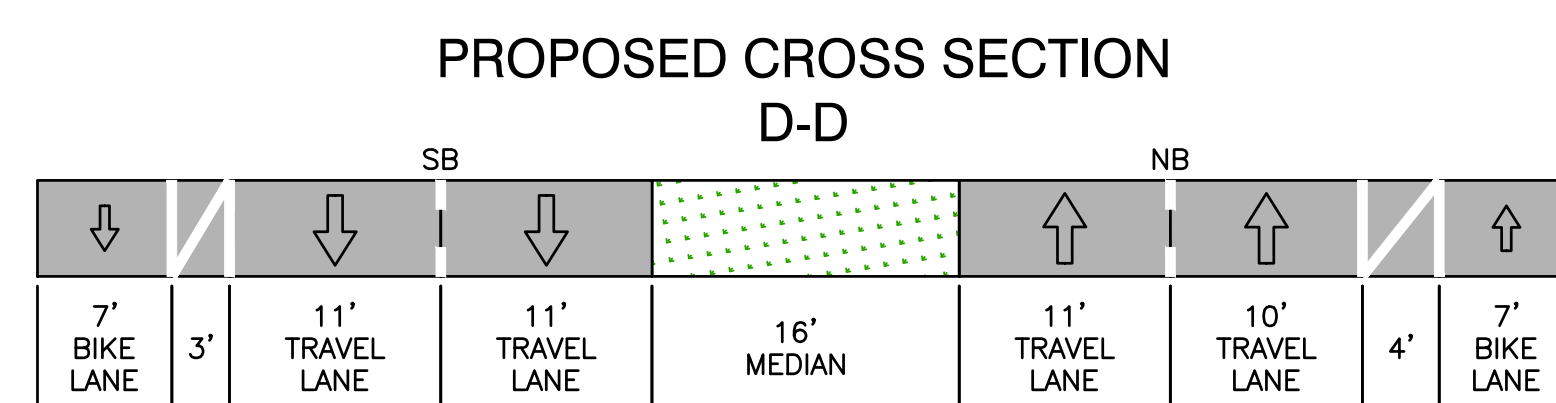 PROPOSED CROSS SECTION
D-D
SB
NB
7’
BIKE
LANE
3’
11’
TRAVEL
LANE
11’
TRAVEL
LANE
16’
MEDIAN
11’
TRAVEL
LANE
10’
TRAVEL
LANE
4’
7’
BIKE
LANE